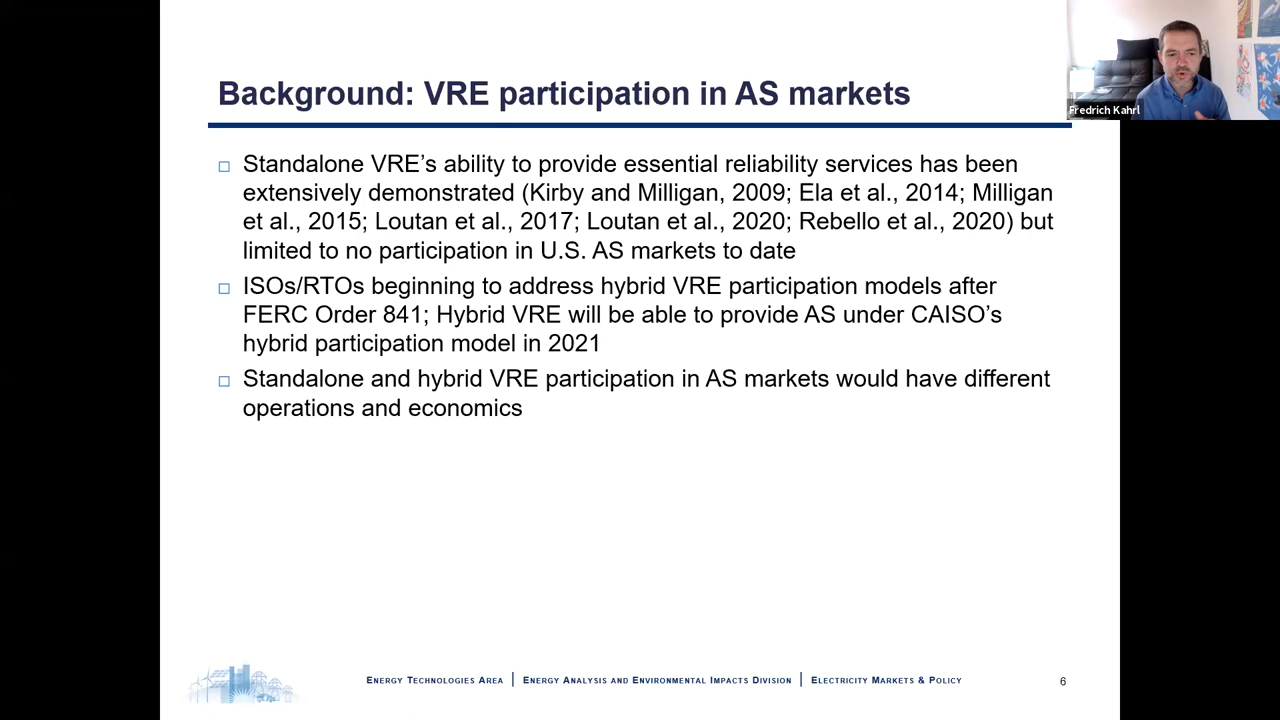 Background: VRE participation in AS markets
Fredrich Kahrl
Standalone VRE’s ability to provide essential reliability services has been
extensively demonstrated (Kirby and Milligan, 2009; Ela et al., 2014; Milligan
et al., 2015; Loutan et al., 2017; Loutan et al., 2020; Rebello et al., 2020) but
limited to no participation in U.S. AS markets to date
ISOs/RTOs beginning to address hybrid VRE participation models after
FERC Order 841; Hybrid VRE will be able to provide AS under CAISO’s
hybrid participation model in 2021
Standalone and hybrid VRE participation in AS markets would have different
operations and economics
ENERGY TECHNOLOGIES AREA | ENERGY ANALYSIS AND ENVIRONMENTAL IMPACTS DIVISION | ELECTRICITY MARKETS & POLICY
6